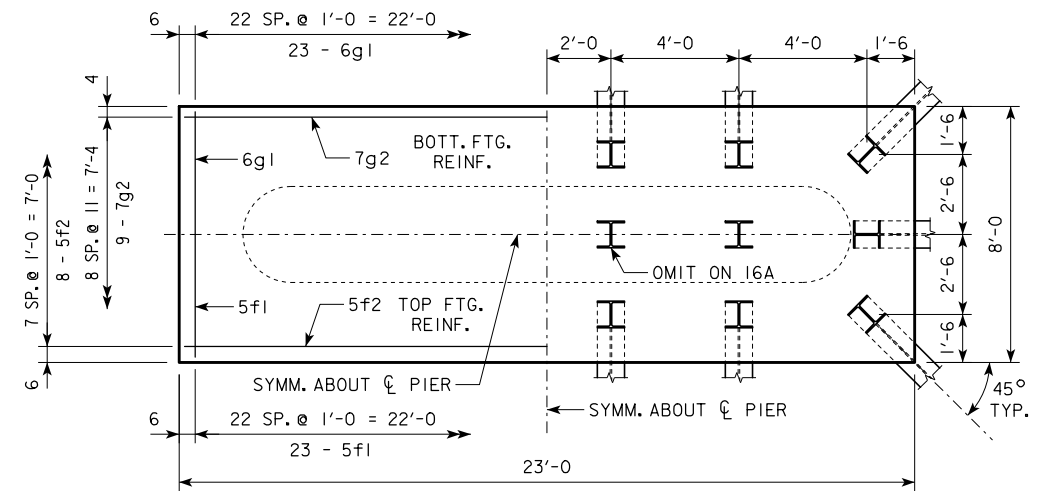 6
22 SP. @ 1'-0 = 22'-0
23 - 6g1
2'-0
4'-0
4'-0
1'-6
4
6g1
7g2
BOTT. FTG.
REINF.
7 SP. @ 1'-0 = 7'-0
8 - 5f2
8 SP. @ 11 = 7'-4
9 - 7g2
1'-6
2'-6
2'-6
1'-6
8'-0
OMIT ON 16A
5f1
5f2 TOP FTG.
REINF.
6
SYMM. ABOUT ℄ PIER
SYMM. ABOUT ℄ PIER
45°
TYP.
6
22 SP. @ 1'-0 = 22'-0
23 - 5f1
23'-0